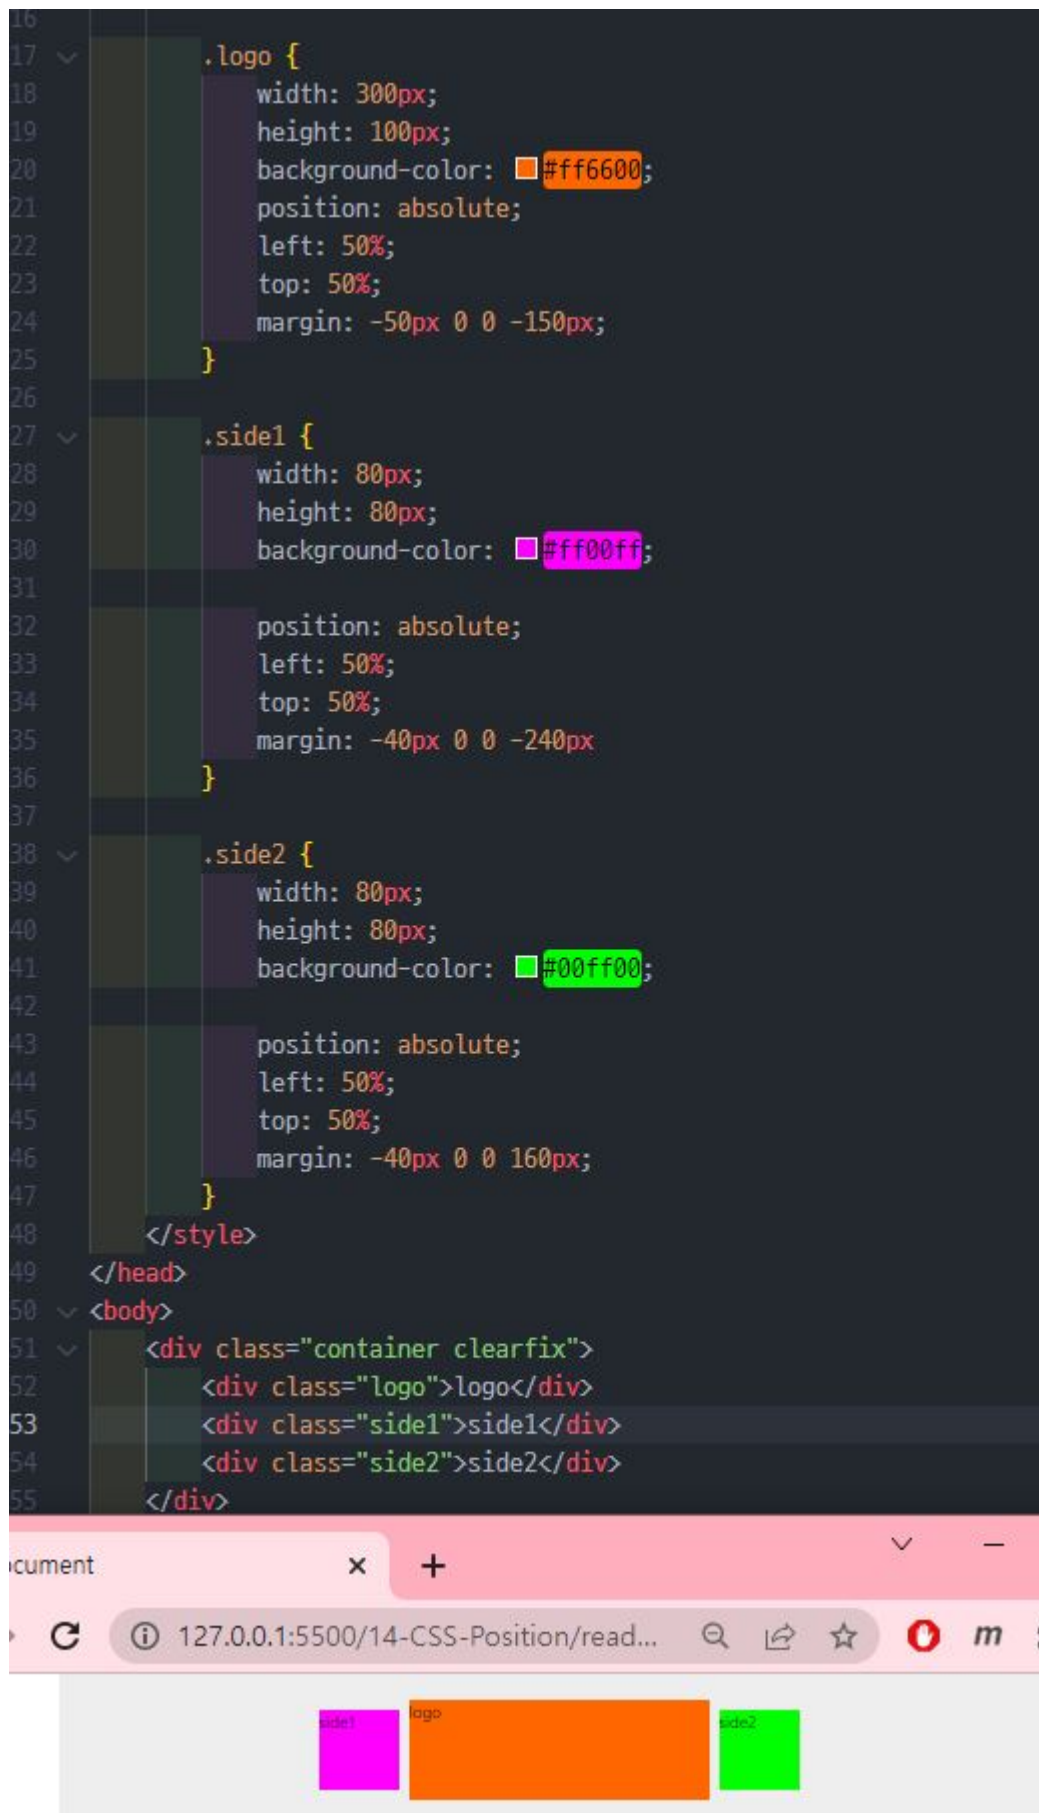 16
17 .logo {
18 width: 300px;
19 height: 100px;
20 background-color: #ff6600;
21 position: absolute;
22 left: 50%;
23 top: 50%;
24 margin: -50px 0 0 -150px;
25 }
26
27 .side1 {
28 width: 80px;
29 height: 80px;
30 background-color: #ff00ff;
31
32 position: absolute;
33 left: 50%;
34 top: 50%;
35 margin: -40px 0 0 -240px
36 }
37
38 .side2 {
39 width: 80px;
40 height: 80px;
41 background-color: #00ff00;
42
43 position: absolute;
44 left: 50%;
45 top: 50%;
46 margin: -40px 0 0 160px;
47 }
48 </style>
49 </head>
50 <body>
51 <div class="container clearfix">
52 <div class="logo">logo</div>
53 <div class="side1">side1</div>
54 <div class="side2">side2</div>
55 </div>
cument
127.0.0.1:5500/14-CSS-Position/read... m
side1 logo side2